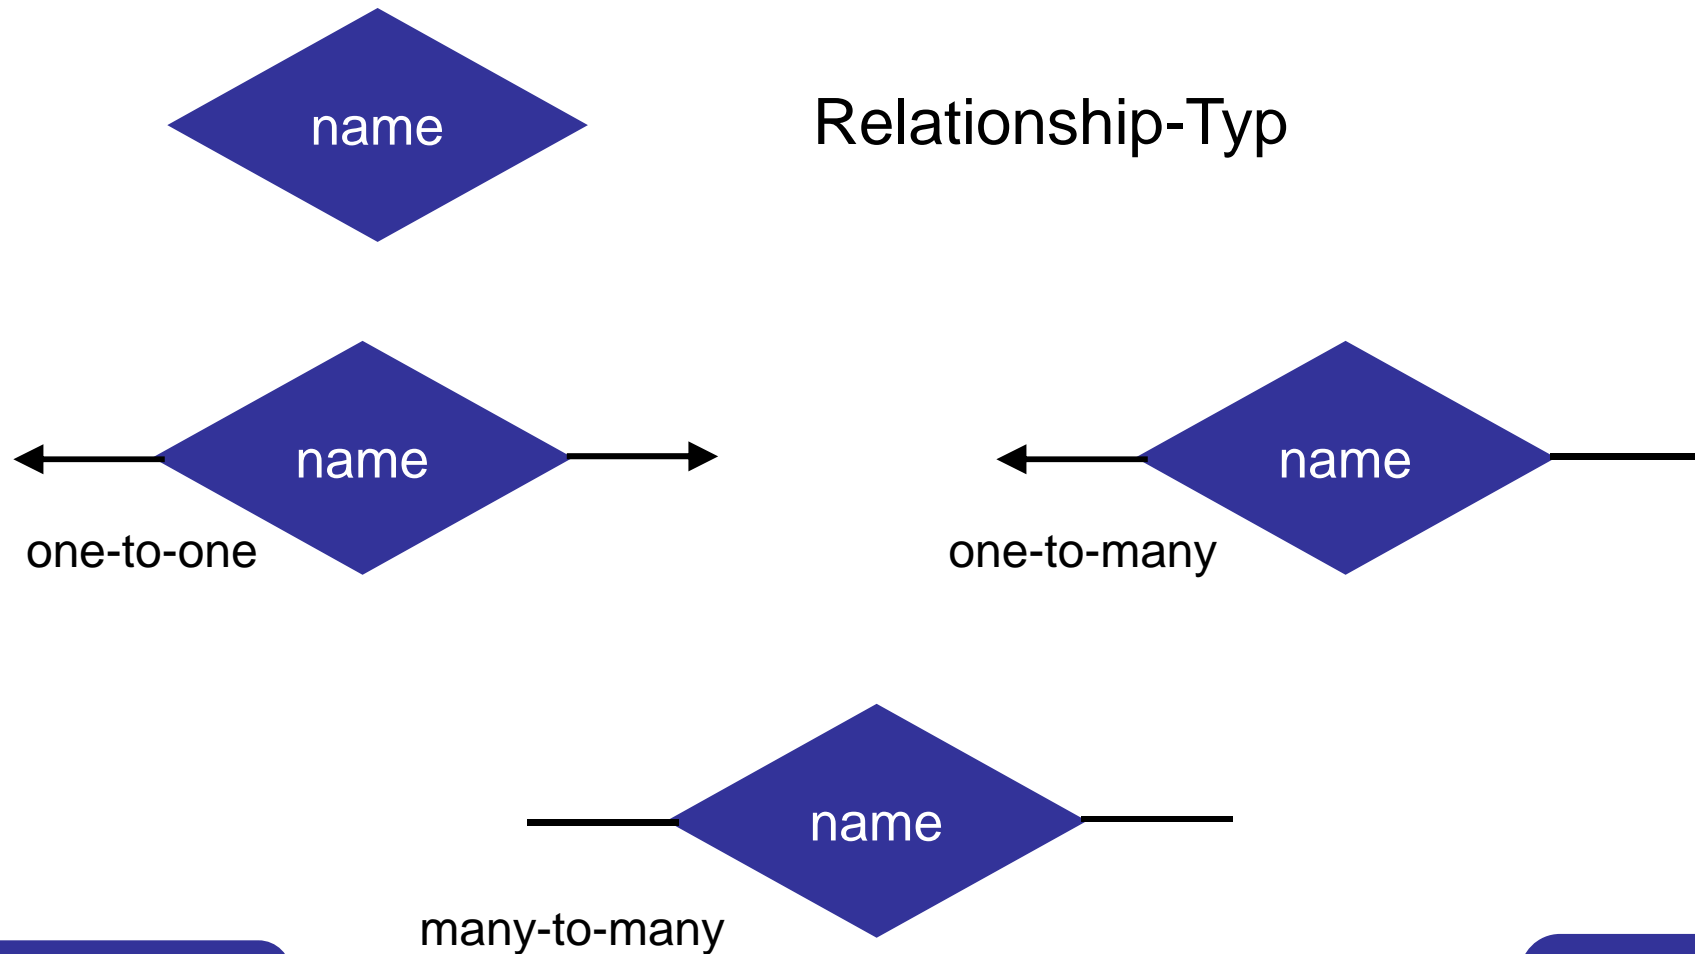 name
Relationship-Typ
name
name
one-to-one
one-to-many
name
many-to-many